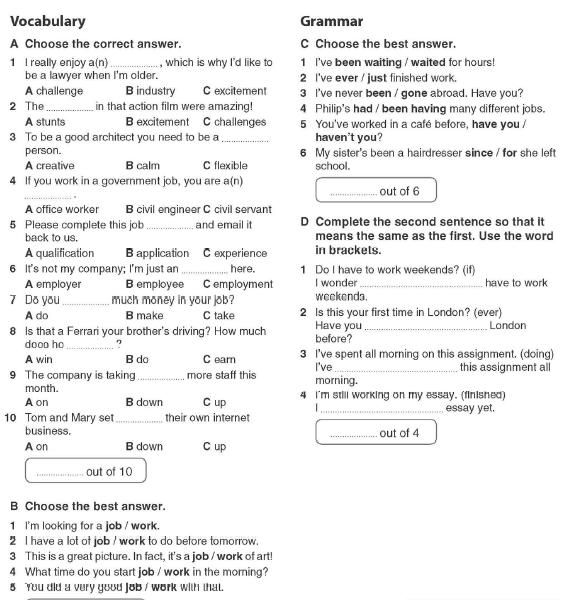 Vocabulary
A Choose the correct answer.
1 I really enjoy a(n) .................. , which is why I'd like to
be a lawyer when I'm older.
A challenge B industry C excitement
2 The .................. in that action film were amazing!
A stunts B excitement C challenges
3 To be a good architect you need to be a ..................
person.
A creative B calm C flexible
4 If you work in a government job, you are a(n)
.................. .
A office worker B civil engineer C civil servant
5 Please complete this job .................. and email it
back to us.
A qualification B application C experience
6 It's not my company; I'm just an .................. here.
A employer B employee C employment
7 Do you .................. much money in your job?
A do B make C take
8 Is that a Ferrari your brother's driving? How much
does he .................. ?
A win B do C earn
9 The company is taking .................. more staff this
month.
A on B down C up
10 Tom and Mary set .................. their own internet
business.
A on B down C up
.................. out of 10
B Choose the best answer.
1 I'm looking for a job / work.
2 I have a lot of job / work to do before tomorrow.
3 This is a great picture. In fact, it's a job / work of art!
4 What time do you start job / work in the morning?
5 You did a very good job / work with that.
Grammar
C Choose the best answer.
1 I've been waiting / waited for hours!
2 I've ever / just finished work.
3 I've never been / gone abroad. Have you?
4 Philip's had / been having many different jobs.
5 You've worked in a café before, have you /
haven't you?
6 My sister's been a hairdresser since / for she left
school.
.................. out of 6
D Complete the second sentence so that it
means the same as the first. Use the word
in brackets.
1 Do I have to work weekends? (if)
I wonder .................. have to work
weekends.
2 Is this your first time in London? (ever)
Have you .................. London
before?
3 I've spent all morning on this assignment. (doing)
I've .................. this assignment all
morning.
4 I'm still working on my essay. (finished)
I .................. essay yet.
.................. out of 4